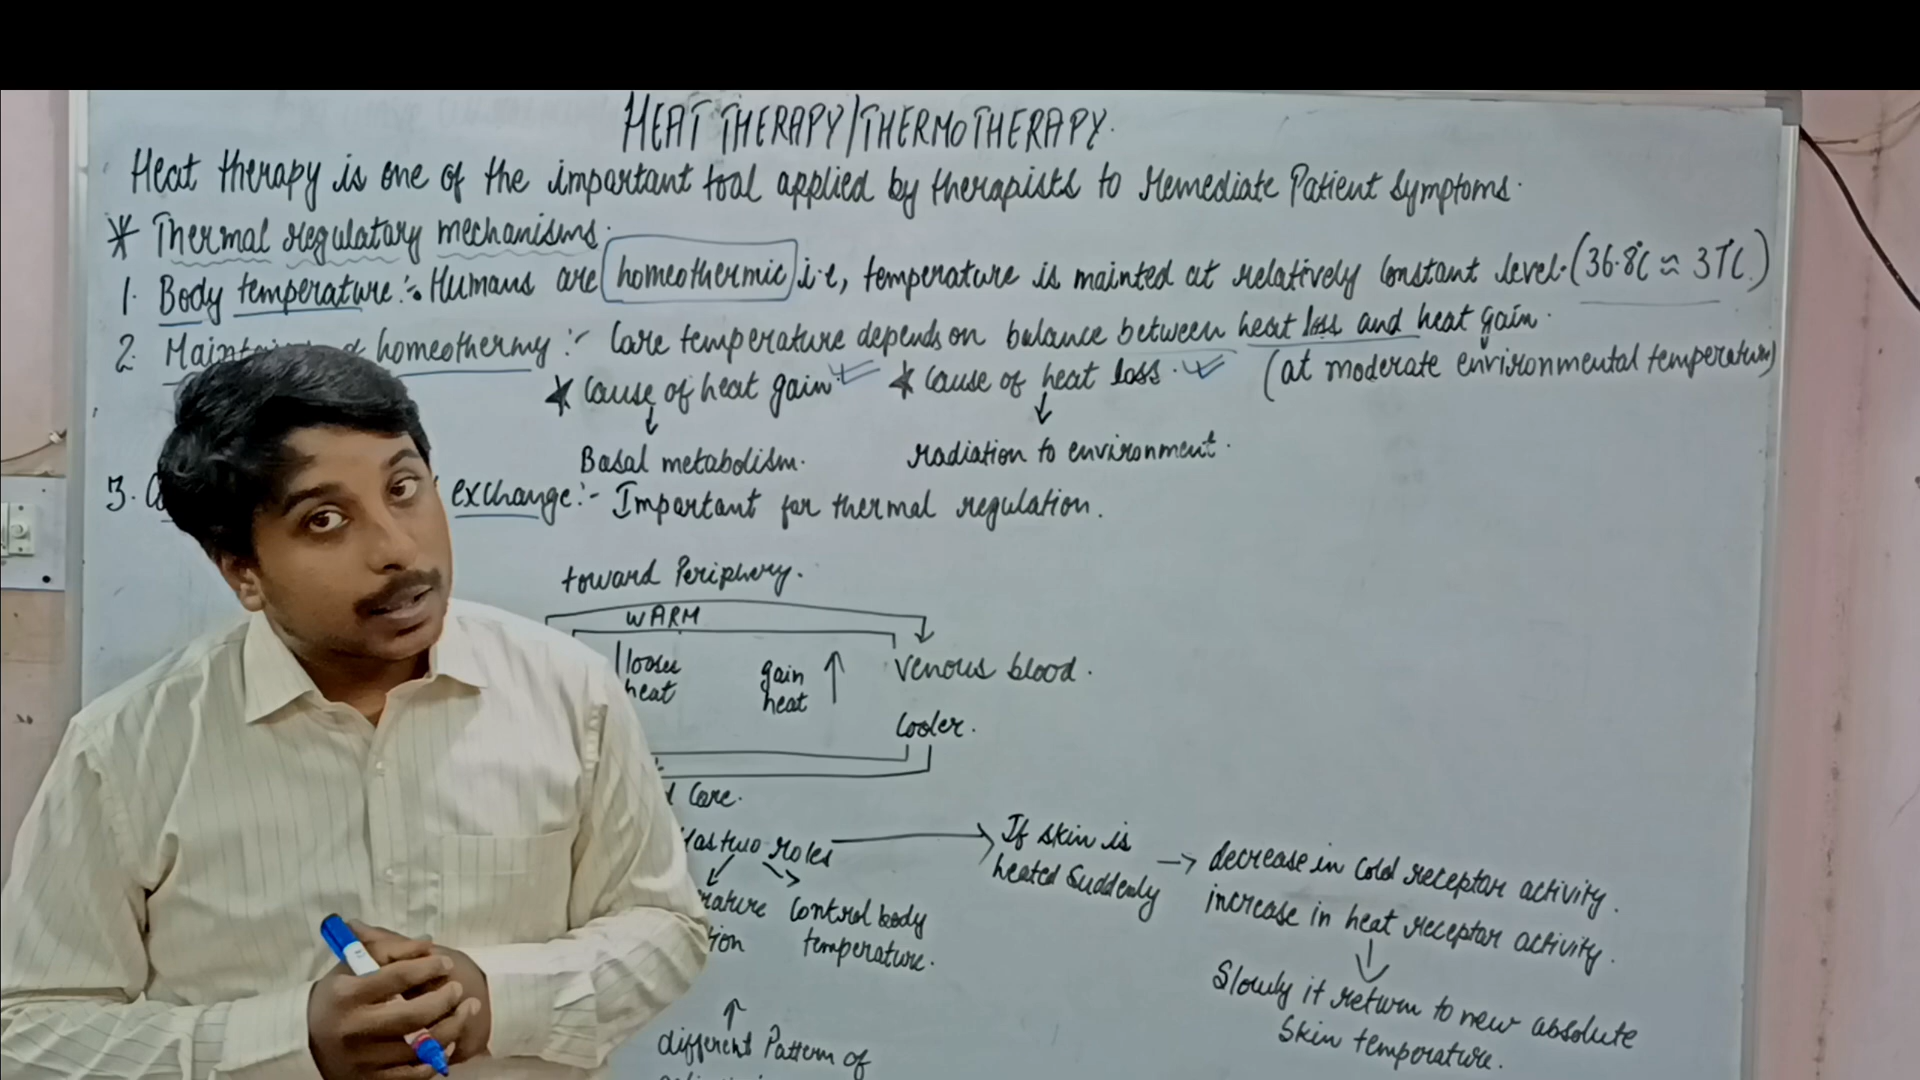 HEAT THERAPY/THERMOTHERAPY.
Heat therapy is one of the important tool applied by therapists to remediate Patient symptoms.
* Thermal regulatory mechanisms.
1. Body temperature:- Humans are homeothermic i.e, temperature is mainted at relatively constant level. (36.8°C ≈ 37°C.)
2. homeothermy:- Core temperature depends on balance between heat loss and heat gain.
(at moderate environmental temperature)
* Cause of heat gain. * Cause of heat loss.
Basal metabolism. radiation to environment.
3. exchange:- Important for thermal regulation.
toward Periphery.
WARM
loose heat
gain heat
Venous blood.
Cooler.
Core.
two roles
Control body
temperature.
If skin is
heated Suddenly
decrease in cold receptor activity.
increase in heat receptor activity.
Slowly it return to new absolute
skin temperature.
different Pattern of